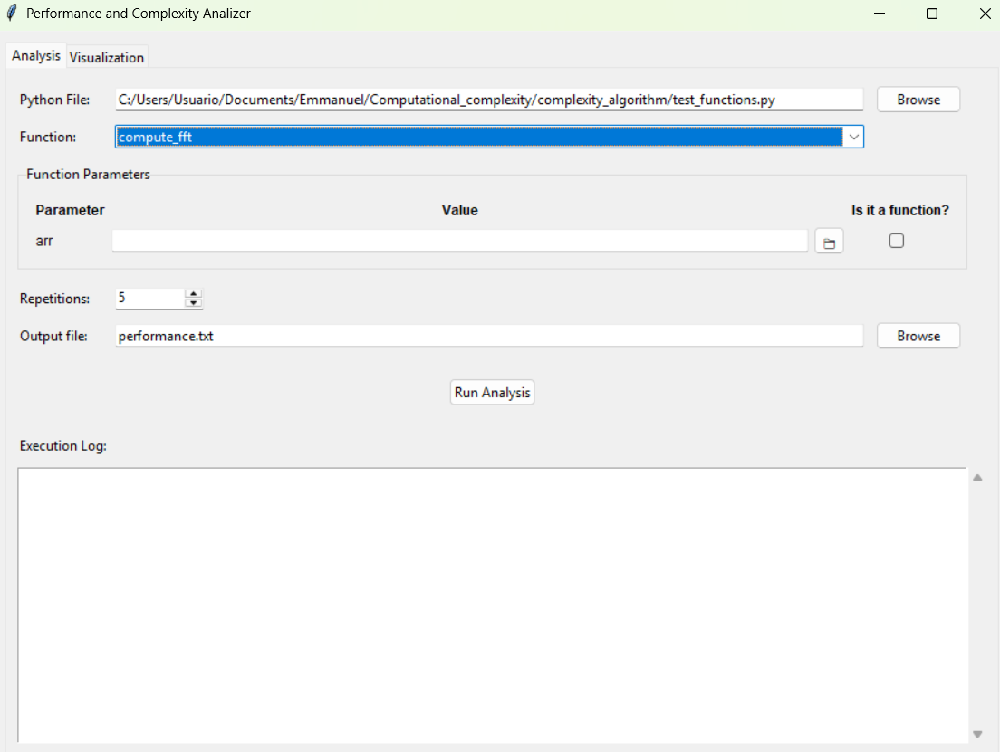 Performance and Complexity Analizer
Analysis Visualization
Python File: C:/Users/Usuario/Documents/Emmanuel/Computational_complexity/complexity_algorithm/test_functions.py Browse
Function: compute_fft
Function Parameters
Parameter Value Is it a function?
arr
Repetitions: 5
Output file: performance.txt Browse
Run Analysis
Execution Log: